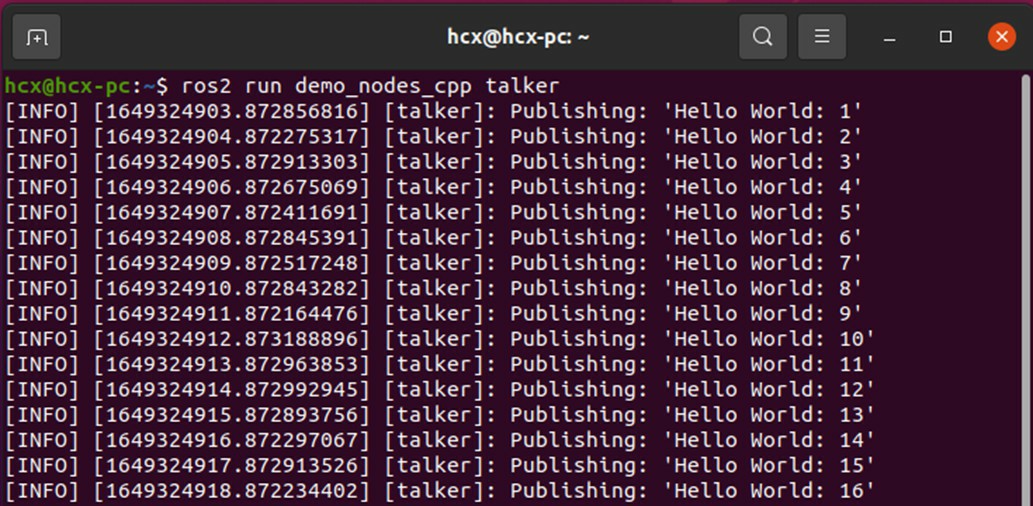 hcx@hcx-pc: ~
hcx@hcx-pc:~$ ros2 run demo_nodes_cpp talker
[INFO] [1649324903.872856816] [talker]: Publishing: 'Hello World: 1'
[INFO] [1649324904.872275317] [talker]: Publishing: 'Hello World: 2'
[INFO] [1649324905.872913303] [talker]: Publishing: 'Hello World: 3'
[INFO] [1649324906.872675069] [talker]: Publishing: 'Hello World: 4'
[INFO] [1649324907.872411691] [talker]: Publishing: 'Hello World: 5'
[INFO] [1649324908.872845391] [talker]: Publishing: 'Hello World: 6'
[INFO] [1649324909.872517248] [talker]: Publishing: 'Hello World: 7'
[INFO] [1649324910.872843282] [talker]: Publishing: 'Hello World: 8'
[INFO] [1649324911.872164476] [talker]: Publishing: 'Hello World: 9'
[INFO] [1649324912.873188896] [talker]: Publishing: 'Hello World: 10'
[INFO] [1649324913.872963853] [talker]: Publishing: 'Hello World: 11'
[INFO] [1649324914.872992945] [talker]: Publishing: 'Hello World: 12'
[INFO] [1649324915.872893756] [talker]: Publishing: 'Hello World: 13'
[INFO] [1649324916.872297067] [talker]: Publishing: 'Hello World: 14'
[INFO] [1649324917.872913526] [talker]: Publishing: 'Hello World: 15'
[INFO] [1649324918.872234402] [talker]: Publishing: 'Hello World: 16'